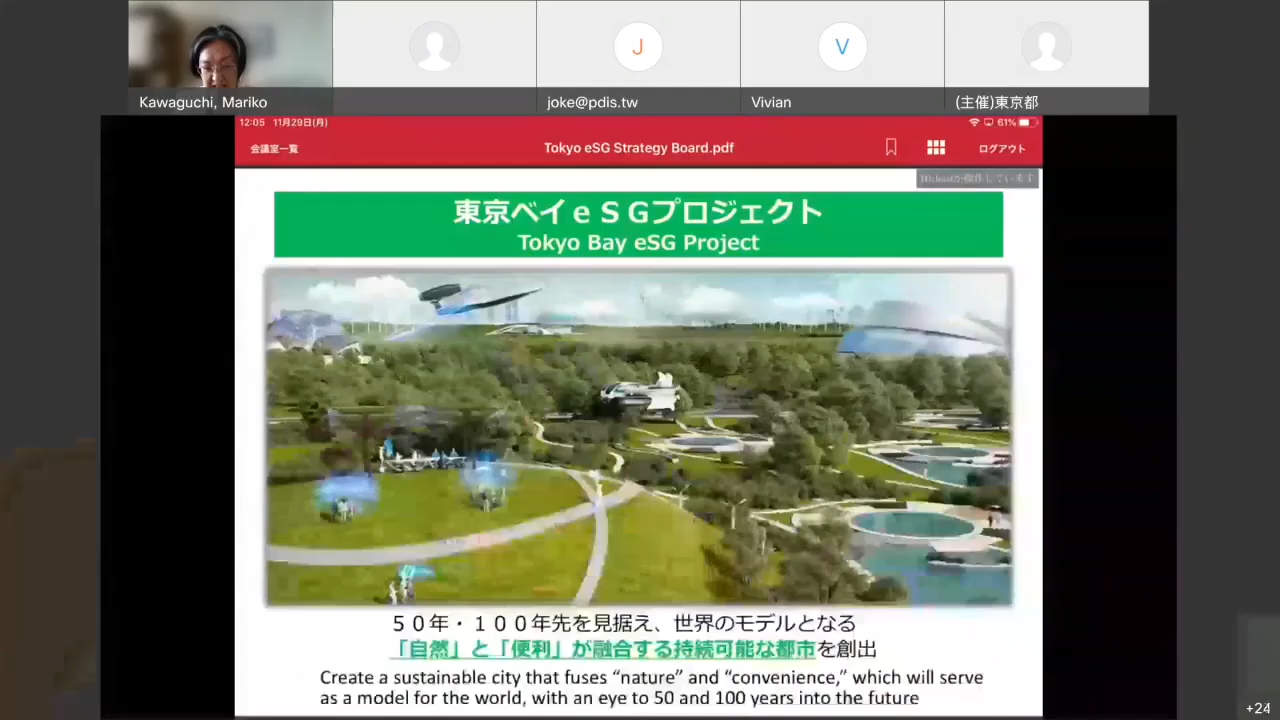 Kawaguchi, Mariko
J
joke@pdis.tw
V
Vivian
(主催)東京都
12:05 11月29日(月)
61%
会議室一覧
Tokyo eSG Strategy Board.pdf
ログアウト
東京ベイｅＳＧプロジェクト
Tokyo Bay eSG Project
５０年・１００年先を見据え、世界のモデルとなる
「自然」と「便利」が融合する持続可能な都市を創出
Create a sustainable city that fuses “nature” and “convenience,” which will serve
as a model for the world, with an eye to 50 and 100 years into the future
+24